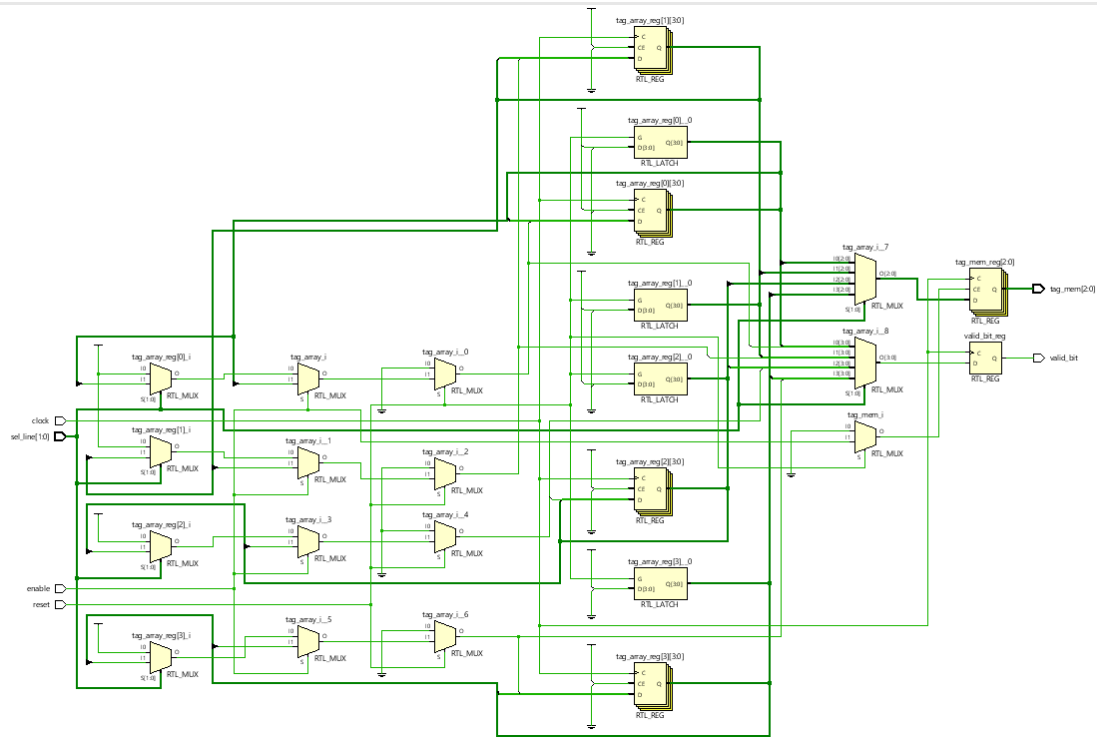 tag_array_reg[1][3:0]
C
CE Q
D
RTL_REG
tag_array_reg[0]__0
G
D[3:0] Q[3:0]
RTL_LATCH
tag_array_reg[0][3:0]
C
CE Q
D
RTL_REG
tag_array_i__7
I0[2:0]
I1[2:0]
I2[2:0]
I3[2:0]
O[2:0]
S[1:0]
RTL_MUX
tag_mem_reg[2:0]
C
CE Q
D
RTL_REG
tag_mem[2:0]
tag_array_reg[1]__0
G
D[3:0] Q[3:0]
RTL_LATCH
tag_array_i__8
I0[3:0]
I1[3:0]
I2[3:0]
I3[3:0]
O[3:0]
S[1:0]
RTL_MUX
valid_bit_reg
C
D Q
RTL_REG
valid_bit
tag_array_reg[0]_i
I0
I1 O
S[1:0]
RTL_MUX
tag_array_i
I0
I1 O
S
RTL_MUX
tag_array_i__0
I0
I1 O
S
RTL_MUX
tag_array_reg[2]__0
G
D[3:0] Q[3:0]
RTL_LATCH
clock
sel_line[1:0]
tag_array_reg[1]_i
I0
I1 O
S[1:0]
RTL_MUX
tag_array_i__1
I0
I1 O
S
RTL_MUX
tag_array_i__2
I0
I1 O
S
RTL_MUX
tag_mem_i
I0
I1 O
S
RTL_MUX
tag_array_reg[2][3:0]
C
CE Q
D
RTL_REG
tag_array_reg[2]_i
I0
I1 O
S[1:0]
RTL_MUX
tag_array_i__3
I0
I1 O
S
RTL_MUX
tag_array_i__4
I0
I1 O
S
RTL_MUX
tag_array_reg[3]__0
G
D[3:0] Q[3:0]
RTL_LATCH
enable
reset
tag_array_reg[3]_i
I0
I1 O
S[1:0]
RTL_MUX
tag_array_i__5
I0
I1 O
S
RTL_MUX
tag_array_i__6
I0
I1 O
S
RTL_MUX
tag_array_reg[3][3:0]
C
CE Q
D
RTL_REG